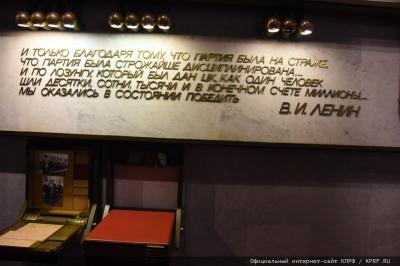 И ТОЛЬКО БЛАГОДАРЯ ТОМУ, ЧТО ПАРТИЯ БЫЛА НА СТРАЖЕ,
ЧТО ПАРТИЯ БЫЛА СТРОЖАЙШЕ ДИСЦИПЛИНИРОВАНА...
И ПО ЛОЗУНГУ, КОТОРЫЙ БЫЛ ДАН ЦК, КАК ОДИН ЧЕЛОВЕК
ШЛИ ДЕСЯТКИ, СОТНИ, ТЫСЯЧИ И В КОНЕЧНОМ СЧЕТЕ МИЛЛИОНЫ...
МЫ ОКАЗАЛИСЬ В СОСТОЯНИИ ПОБЕДИТЬ
В.И. ЛЕНИН
Официальный интернет-сайт КПРФ / KPRF.RU